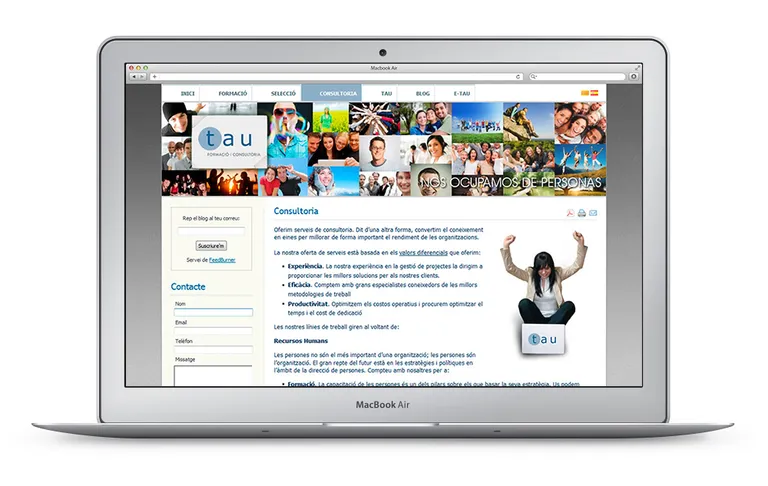 Macbook Air
INICI FORMACIÓ SELECCIÓ CONSULTORIA TAU BLOG E-TAU
tau
FORMACIÓ I CONSULTORIA
NOS OCUPAMOS DE PERSONAS
Rep el blog al teu correu:
Suscriure'm
Servei de FeedBurner
Contacte
Nom
Email
Telèfon
Missatge
Consultoria
Oferim serveis de consultoria. Dit d'una altra forma, convertim el coneixement
en eines per millorar de forma important el rendiment de les organitzacions.
La nostra oferta de serveis està basada en els valors diferencials que oferim:
• Experiència. La nostra experiència en la gestió de projectes la dirigim a
proporcionar les millors solucions per als nostres clients.
• Eficàcia. Comptem amb grans especialistes coneixedors de les millors
metodologies de treball
• Productivitat. Optimitzem els costos operatius i procurem optimitzar el
temps i el cost de dedicació
Les nostres línies de treball giren al voltant de:
Recursos Humans
Les persones no són el més important d'una organització; les persones són
l'organització. El gran repte del futur està en les estratègies i polítiques en
l'àmbit de la direcció de persones. Compteu amb nosaltres per a:
• Formació. La capacitació de les persones és un dels pilars sobre els que basar la seva estratègia. Us podem
tau
MacBook Air